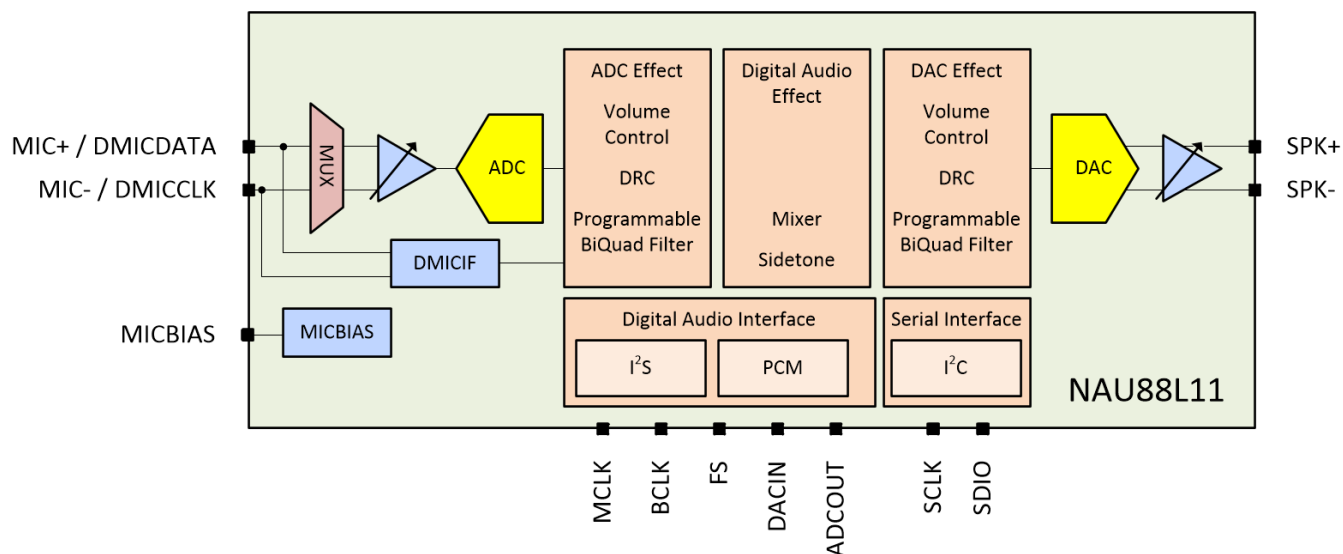 MIC+ / DMICDATA
MIC- / DMICCLK
MICBIAS
MUX
ADC
DMICIF
MICBIAS
ADC Effect
Volume
Control
DRC
Programmable
BiQuad Filter
Digital Audio
Effect
Mixer
Sidetone
DAC Effect
Volume
Control
DRC
Programmable
BiQuad Filter
DAC
SPK+
SPK-
Digital Audio Interface
I²S
PCM
Serial Interface
I²C
NAU88L11
MCLK
BCLK
FS
DACIN
ADCOUT
SCLK
SDIO